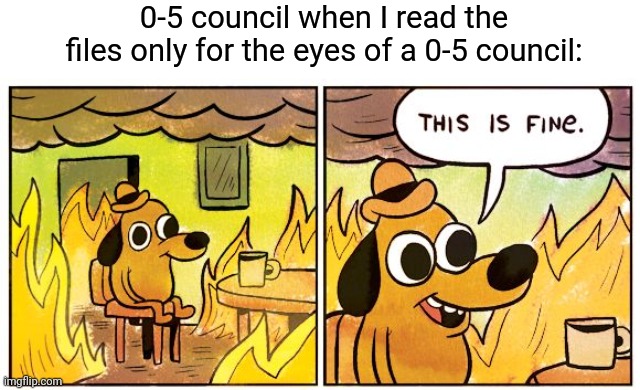 0-5 council when I read the
files only for the eyes of a 0-5 council:
THIS IS FINE.
imgflip.com